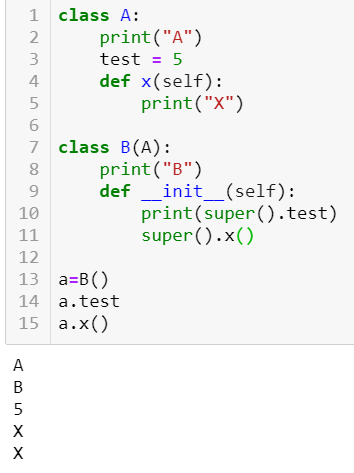 1 class A:
2     print("A")
3     test = 5
4     def x(self):
5         print("X")
6
7 class B(A):
8     print("B")
9     def __init__(self):
10         print(super().test)
11         super().x()
12
13 a=B()
14 a.test
15 a.x()
A
B
5
X
X